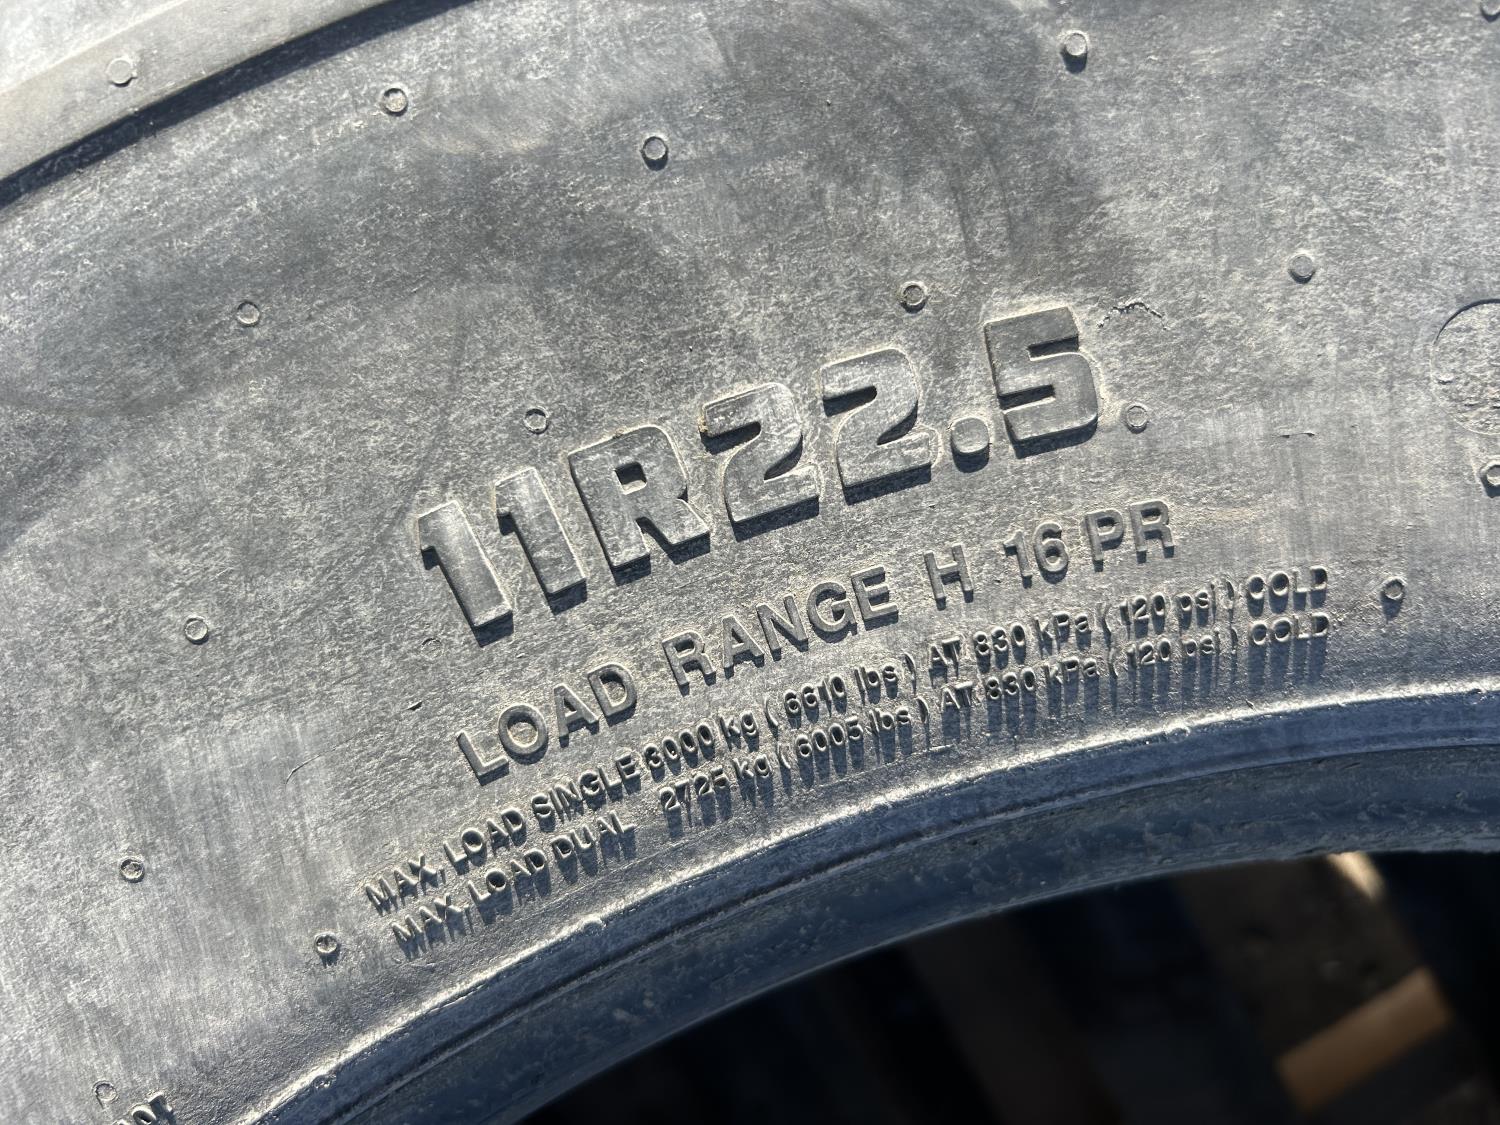 11R22.5
LOAD RANGE H 16 PR
MAX. LOAD SINGLE 3000 kg ( 6610 lbs ) AT 830 kPa ( 120 psi ) COLD
MAX. LOAD DUAL 2725 kg ( 6005 lbs ) AT 830 kPa ( 120 psi ) COLD